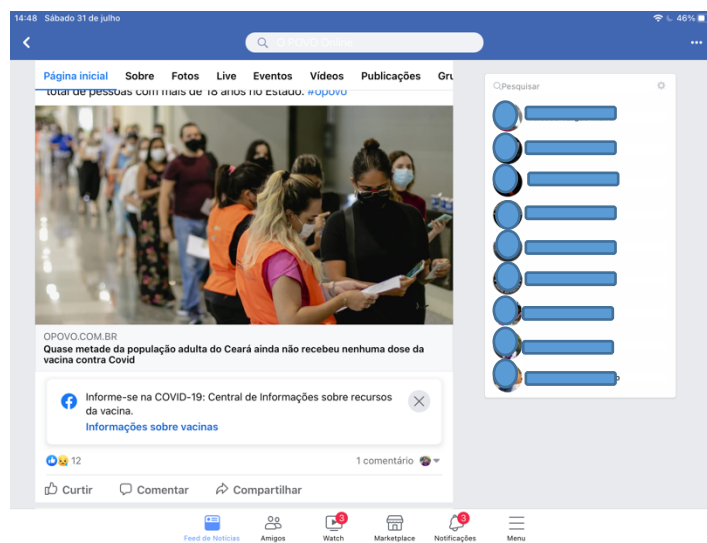 14:48 Sábado 31 de julho
46%
O POVO Online
Página inicial Sobre Fotos Live Eventos Vídeos Publicações Gru
total de pessoas com mais de 18 anos no Estado. #opovo
Pesquisar
OPOVO.COM.BR
Quase metade da população adulta do Ceará ainda não recebeu nenhuma dose da
vacina contra Covid
Informe-se na COVID-19: Central de Informações sobre recursos
da vacina.
Informações sobre vacinas
12
1 comentário
Curtir Comentar Compartilhar
3 3
Feed de Notícias Amigos Watch Marketplace Notificações Menu